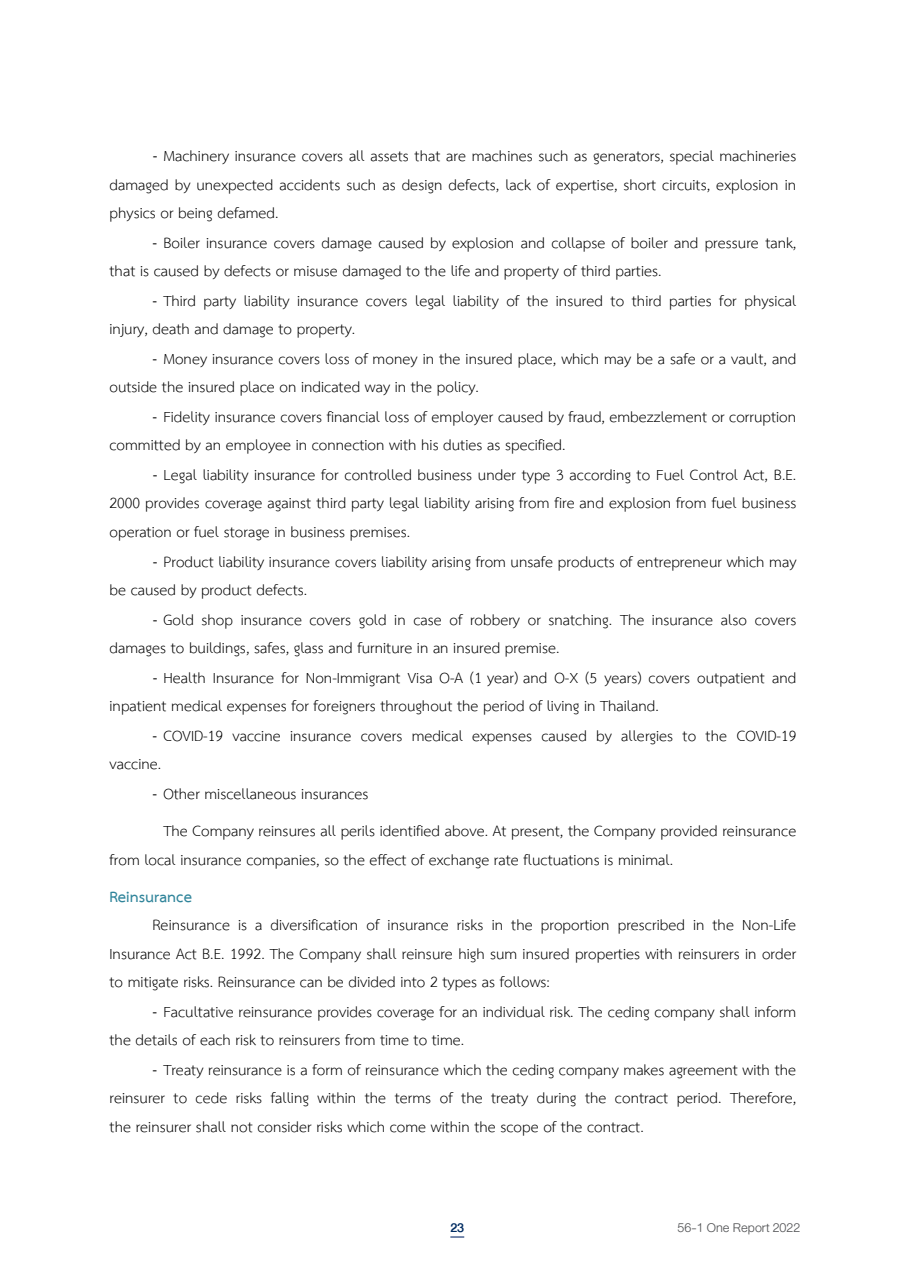 - Machinery insurance covers all assets that are machines such as generators, special machineries
damaged by unexpected accidents such as design defects, lack of expertise, short circuits, explosion in
physics or being defamed.
- Boiler insurance covers damage caused by explosion and collapse of boiler and pressure tank,
that is caused by defects or misuse damaged to the life and property of third parties.
- Third party liability insurance covers legal liability of the insured to third parties for physical
injury, death and damage to property.
- Money insurance covers loss of money in the insured place, which may be a safe or a vault, and
outside the insured place on indicated way in the policy.
- Fidelity insurance covers financial loss of employer caused by fraud, embezzlement or corruption
committed by an employee in connection with his duties as specified.
- Legal liability insurance for controlled business under type 3 according to Fuel Control Act, B.E.
2000 provides coverage against third party legal liability arising from fire and explosion from fuel business
operation or fuel storage in business premises.
- Product liability insurance covers liability arising from unsafe products of entrepreneur which may
be caused by product defects.
- Gold shop insurance covers gold in case of robbery or snatching. The insurance also covers
damages to buildings, safes, glass and furniture in an insured premise.
- Health Insurance for Non-Immigrant Visa O-A (1 year) and O-X (5 years) covers outpatient and
inpatient medical expenses for foreigners throughout the period of living in Thailand.
- COVID-19 vaccine insurance covers medical expenses caused by allergies to the COVID-19
vaccine.
- Other miscellaneous insurances
The Company reinsures all perils identified above. At present, the Company provided reinsurance
from local insurance companies, so the effect of exchange rate fluctuations is minimal.
Reinsurance
Reinsurance is a diversification of insurance risks in the proportion prescribed in the Non-Life
Insurance Act B.E. 1992. The Company shall reinsure high sum insured properties with reinsurers in order
to mitigate risks. Reinsurance can be divided into 2 types as follows:
- Facultative reinsurance provides coverage for an individual risk. The ceding company shall inform
the details of each risk to reinsurers from time to time.
- Treaty reinsurance is a form of reinsurance which the ceding company makes agreement with the
reinsurer to cede risks falling within the terms of the treaty during the contract period. Therefore,
the reinsurer shall not consider risks which come within the scope of the contract.
23
56-1 One Report 2022